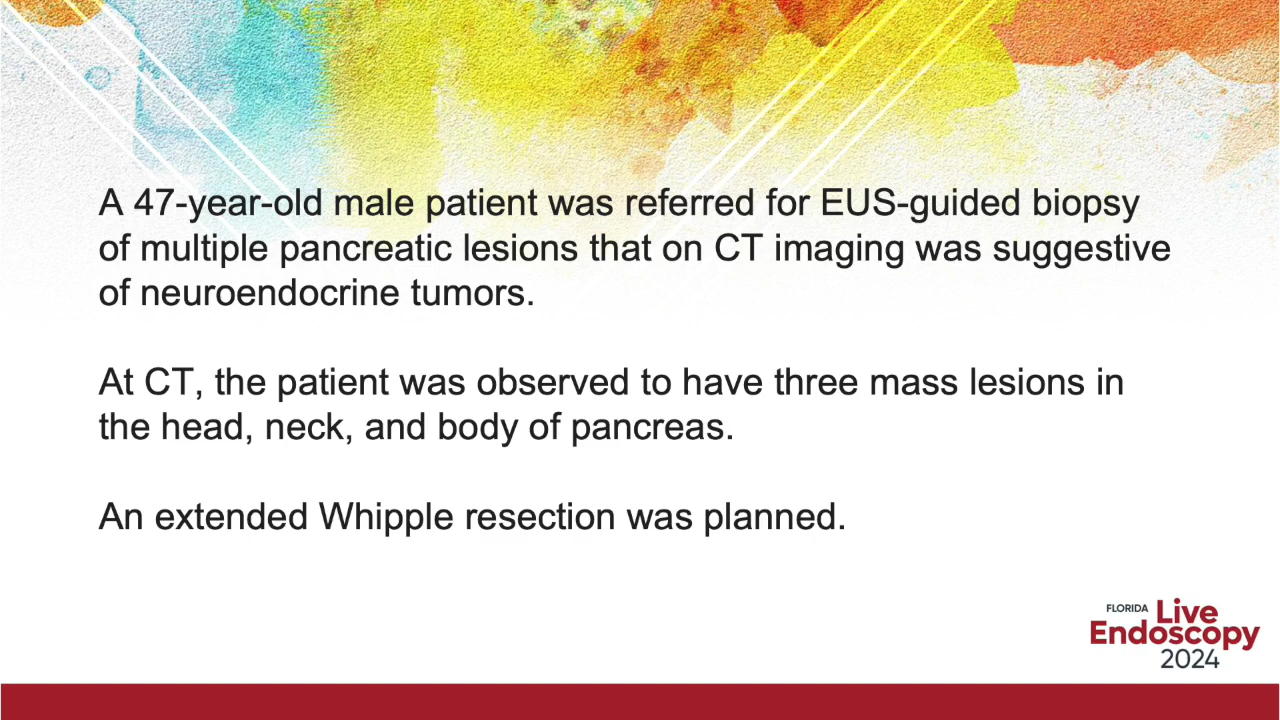 A 47-year-old male patient was referred for EUS-guided biopsy
of multiple pancreatic lesions that on CT imaging was suggestive
of neuroendocrine tumors.
At CT, the patient was observed to have three mass lesions in
the head, neck, and body of pancreas.
An extended Whipple resection was planned.
FLORIDA Live
Endoscopy
2024